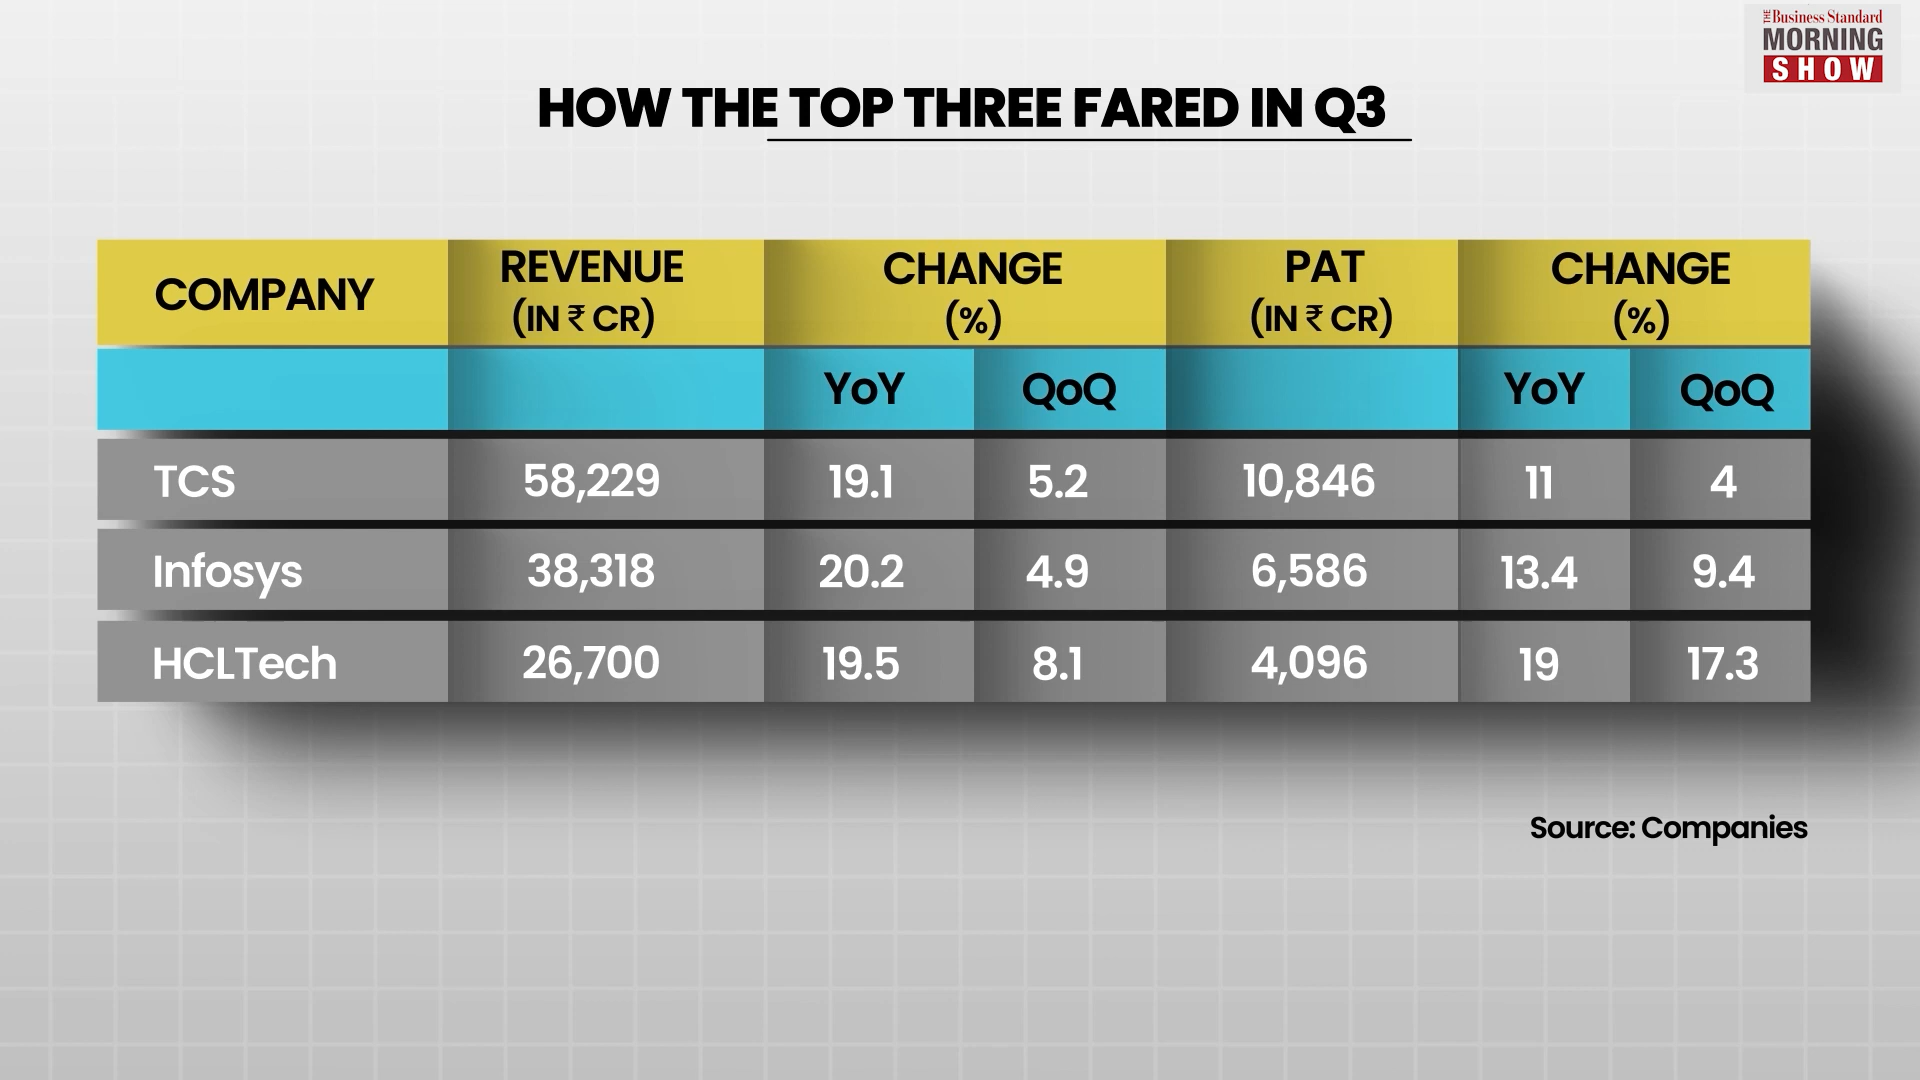 THE Business Standard
MORNING
SHOW
HOW THE TOP THREE FARED IN Q3
COMPANY REVENUE (IN ₹ CR) CHANGE (%) PAT (IN ₹ CR) CHANGE (%)
YoY QoQ YoY QoQ
TCS 58,229 19.1 5.2 10,846 11 4
Infosys 38,318 20.2 4.9 6,586 13.4 9.4
HCLTech 26,700 19.5 8.1 4,096 19 17.3
Source: Companies